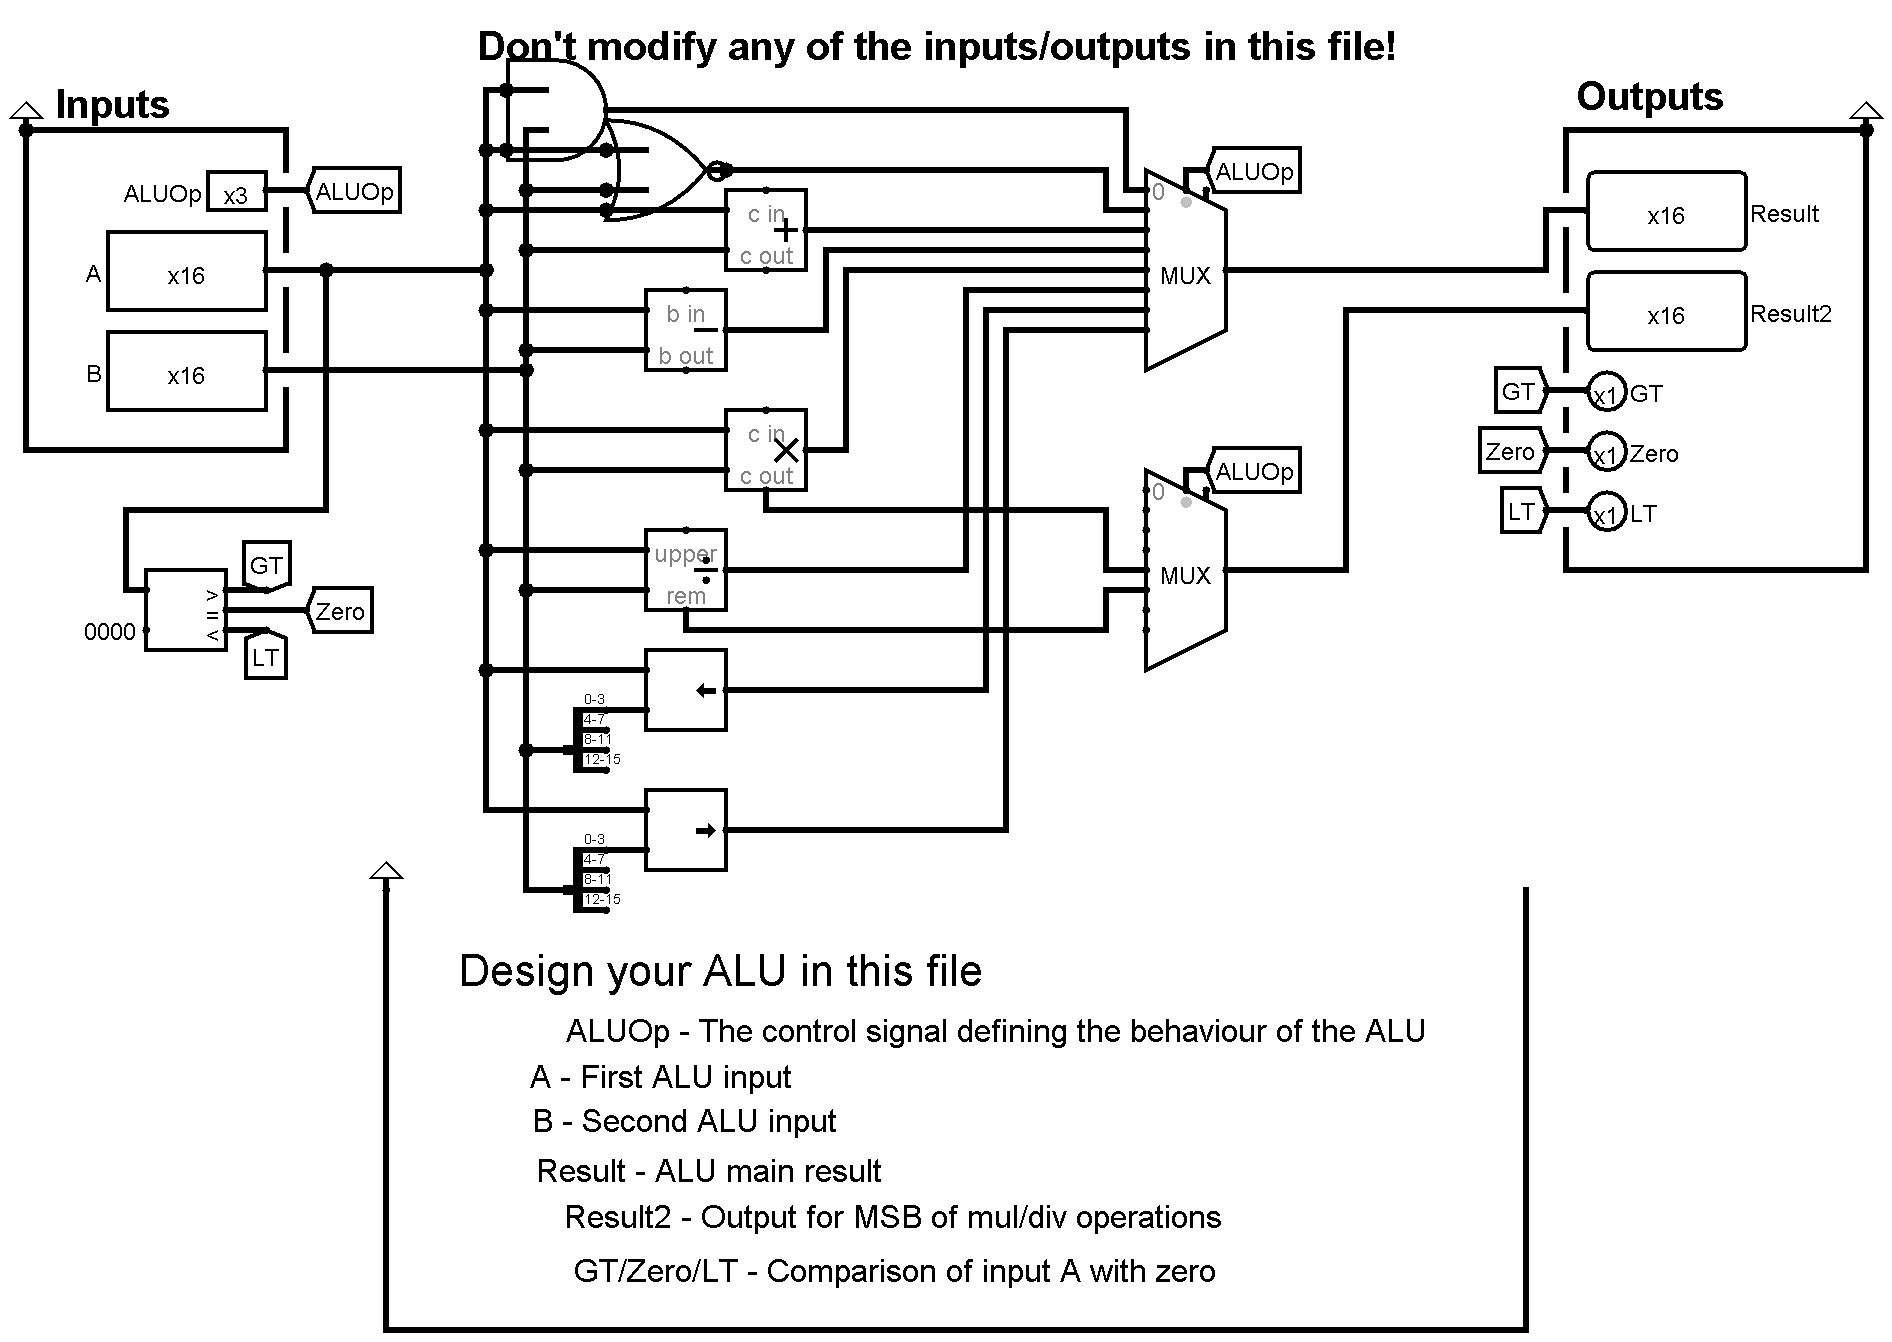 Don't modify any of the inputs/outputs in this file!
Inputs
Outputs
ALUOp
x3
ALUOp
A
x16
B
x16
GT
Zero
LT
0000
>
=
<
c in
+
c out
b in
−
b out
c in
×
c out
upper
÷
rem
0-3
4-7
8-11
12-15
0-3
4-7
8-11
12-15
ALUOp
0
MUX
ALUOp
0
MUX
x16
Result
x16
Result2
GT
x1
GT
Zero
x1
Zero
LT
x1
LT
Design your ALU in this file
ALUOp - The control signal defining the behaviour of the ALU
A - First ALU input
B - Second ALU input
Result - ALU main result
Result2 - Output for MSB of mul/div operations
GT/Zero/LT - Comparison of input A with zero